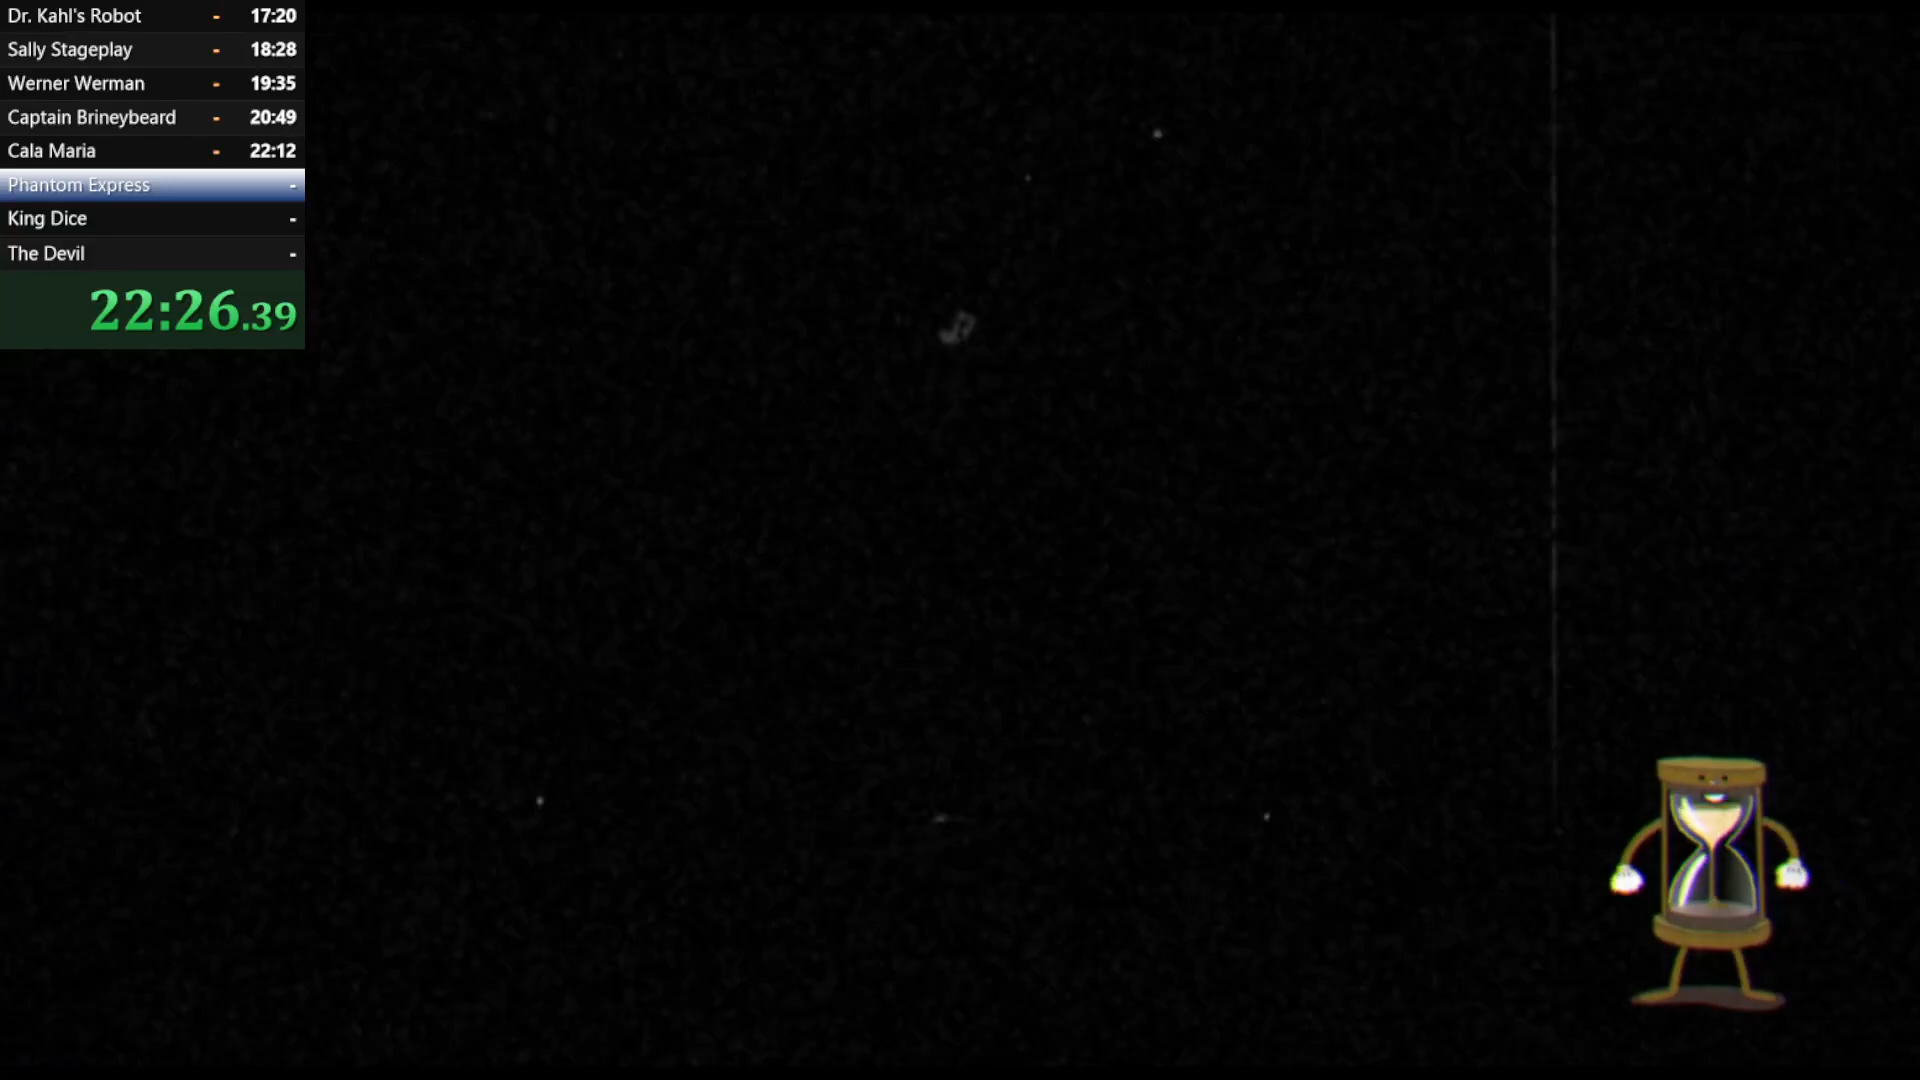 Dr. Kahl's Robot - 17:20
Sally Stageplay - 18:28
Werner Werman - 19:35
Captain Brineybeard - 20:49
Cala Maria - 22:12
Phantom Express -
King Dice -
The Devil -
22:26.39